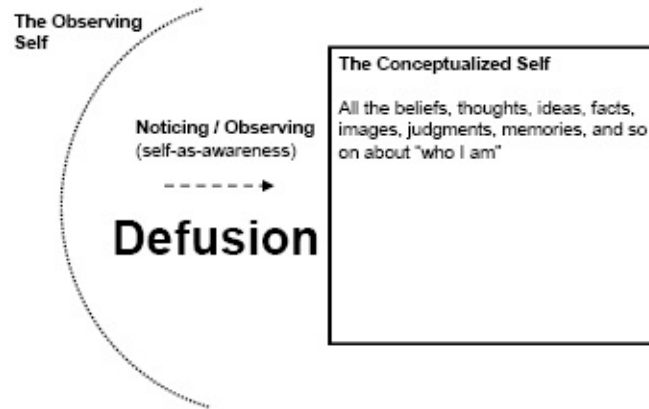 The Observing
Self
Noticing / Observing
(self-as-awareness)
Defusion
The Conceptualized Self
All the beliefs, thoughts, ideas, facts,
images, judgments, memories, and so
on about "who I am"